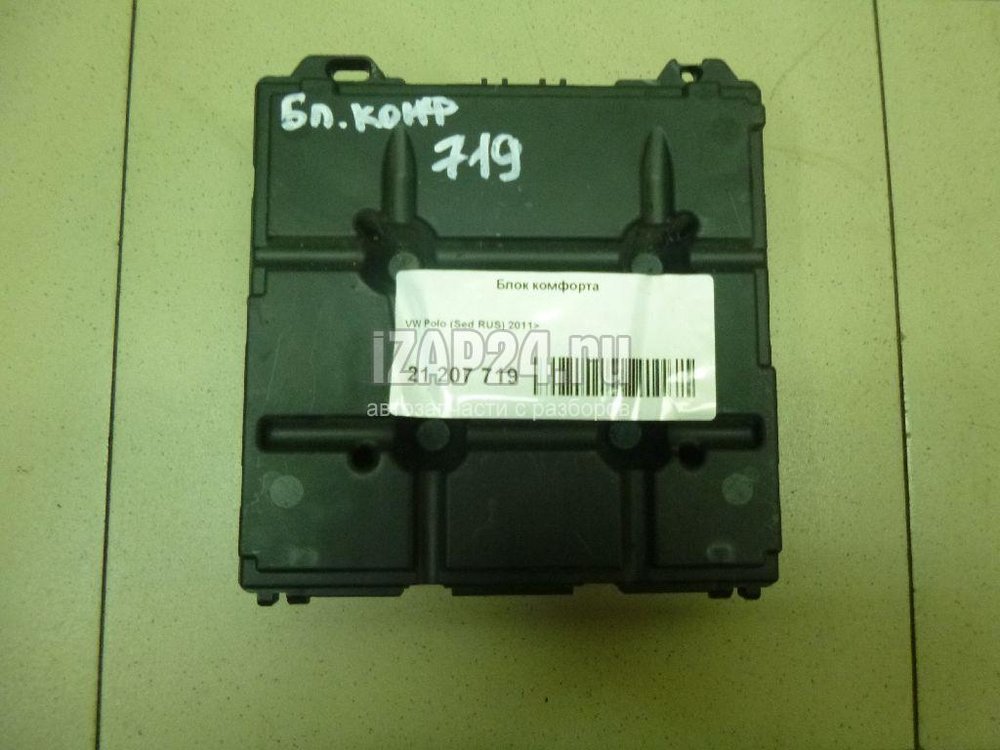 Бл. комф
719
Блок комфорта
VW Polo (Sed RUS) 2011>
iZAP24.ru
21 207 719
автозапчасти с разборов